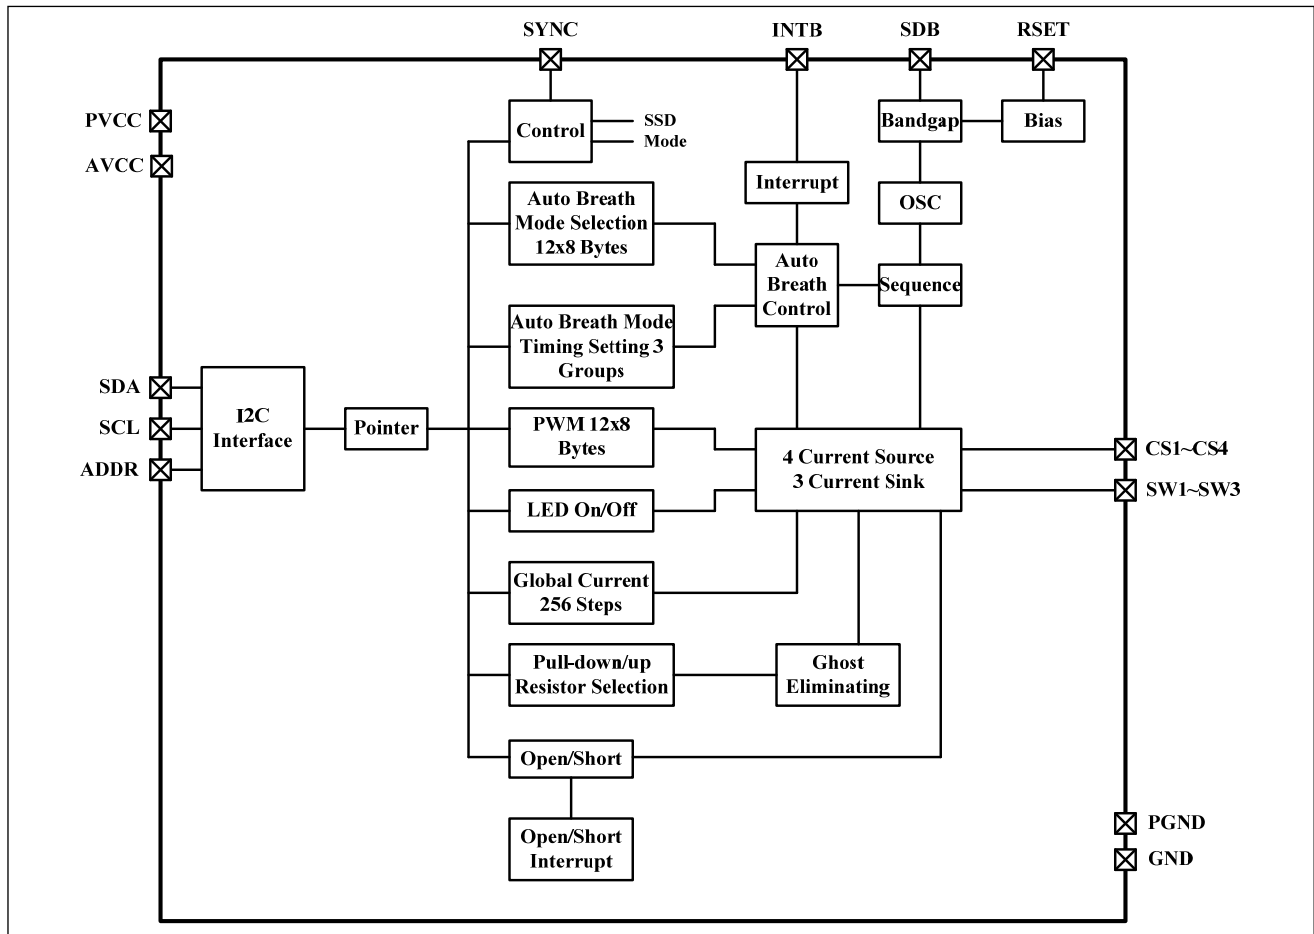 SYNC
INTB
SDB
RSET
PVCC
AVCC
Control
SSD
Mode
Bandgap
Bias
Interrupt
OSC
Auto Breath
Mode Selection
12x8 Bytes
Auto
Breath
Control
Sequence
Auto Breath Mode
Timing Setting 3
Groups
SDA
SCL
ADDR
I2C
Interface
Pointer
PWM 12x8
Bytes
4 Current Source
3 Current Sink
CS1~CS4
SW1~SW3
LED On/Off
Global Current
256 Steps
Pull-down/up
Resistor Selection
Ghost
Eliminating
Open/Short
Open/Short
Interrupt
PGND
GND